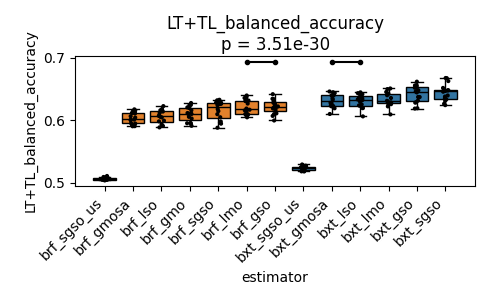 LT+TL_balanced_accuracy
p = 3.51e-30
LT+TL_balanced_accuracy
0.7
0.6
0.5
brf_sgso_us
brf_gmosa
brf_lso
brf_gmo
brf_sgso
brf_lmo
brf_gso
bxt_sgso_us
bxt_gmosa
bxt_lso
bxt_lmo
bxt_gso
bxt_sgso
estimator